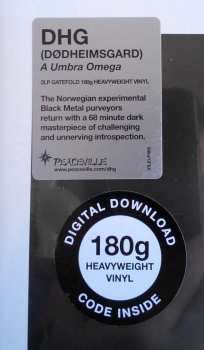 DHG
(DØDHEIMSGARD)
A Umbra Omega
2LP GATEFOLD 180g HEAVYWEIGHT VINYL
The Norwegian experimental
Black Metal purveyors
return with a 68 minute dark
masterpiece of challenging
and unnerving introspection.
PEACEVILLE
www.peaceville.com/dhg
DIGITAL DOWNLOAD
180g
HEAVYWEIGHT
VINYL
CODE INSIDE